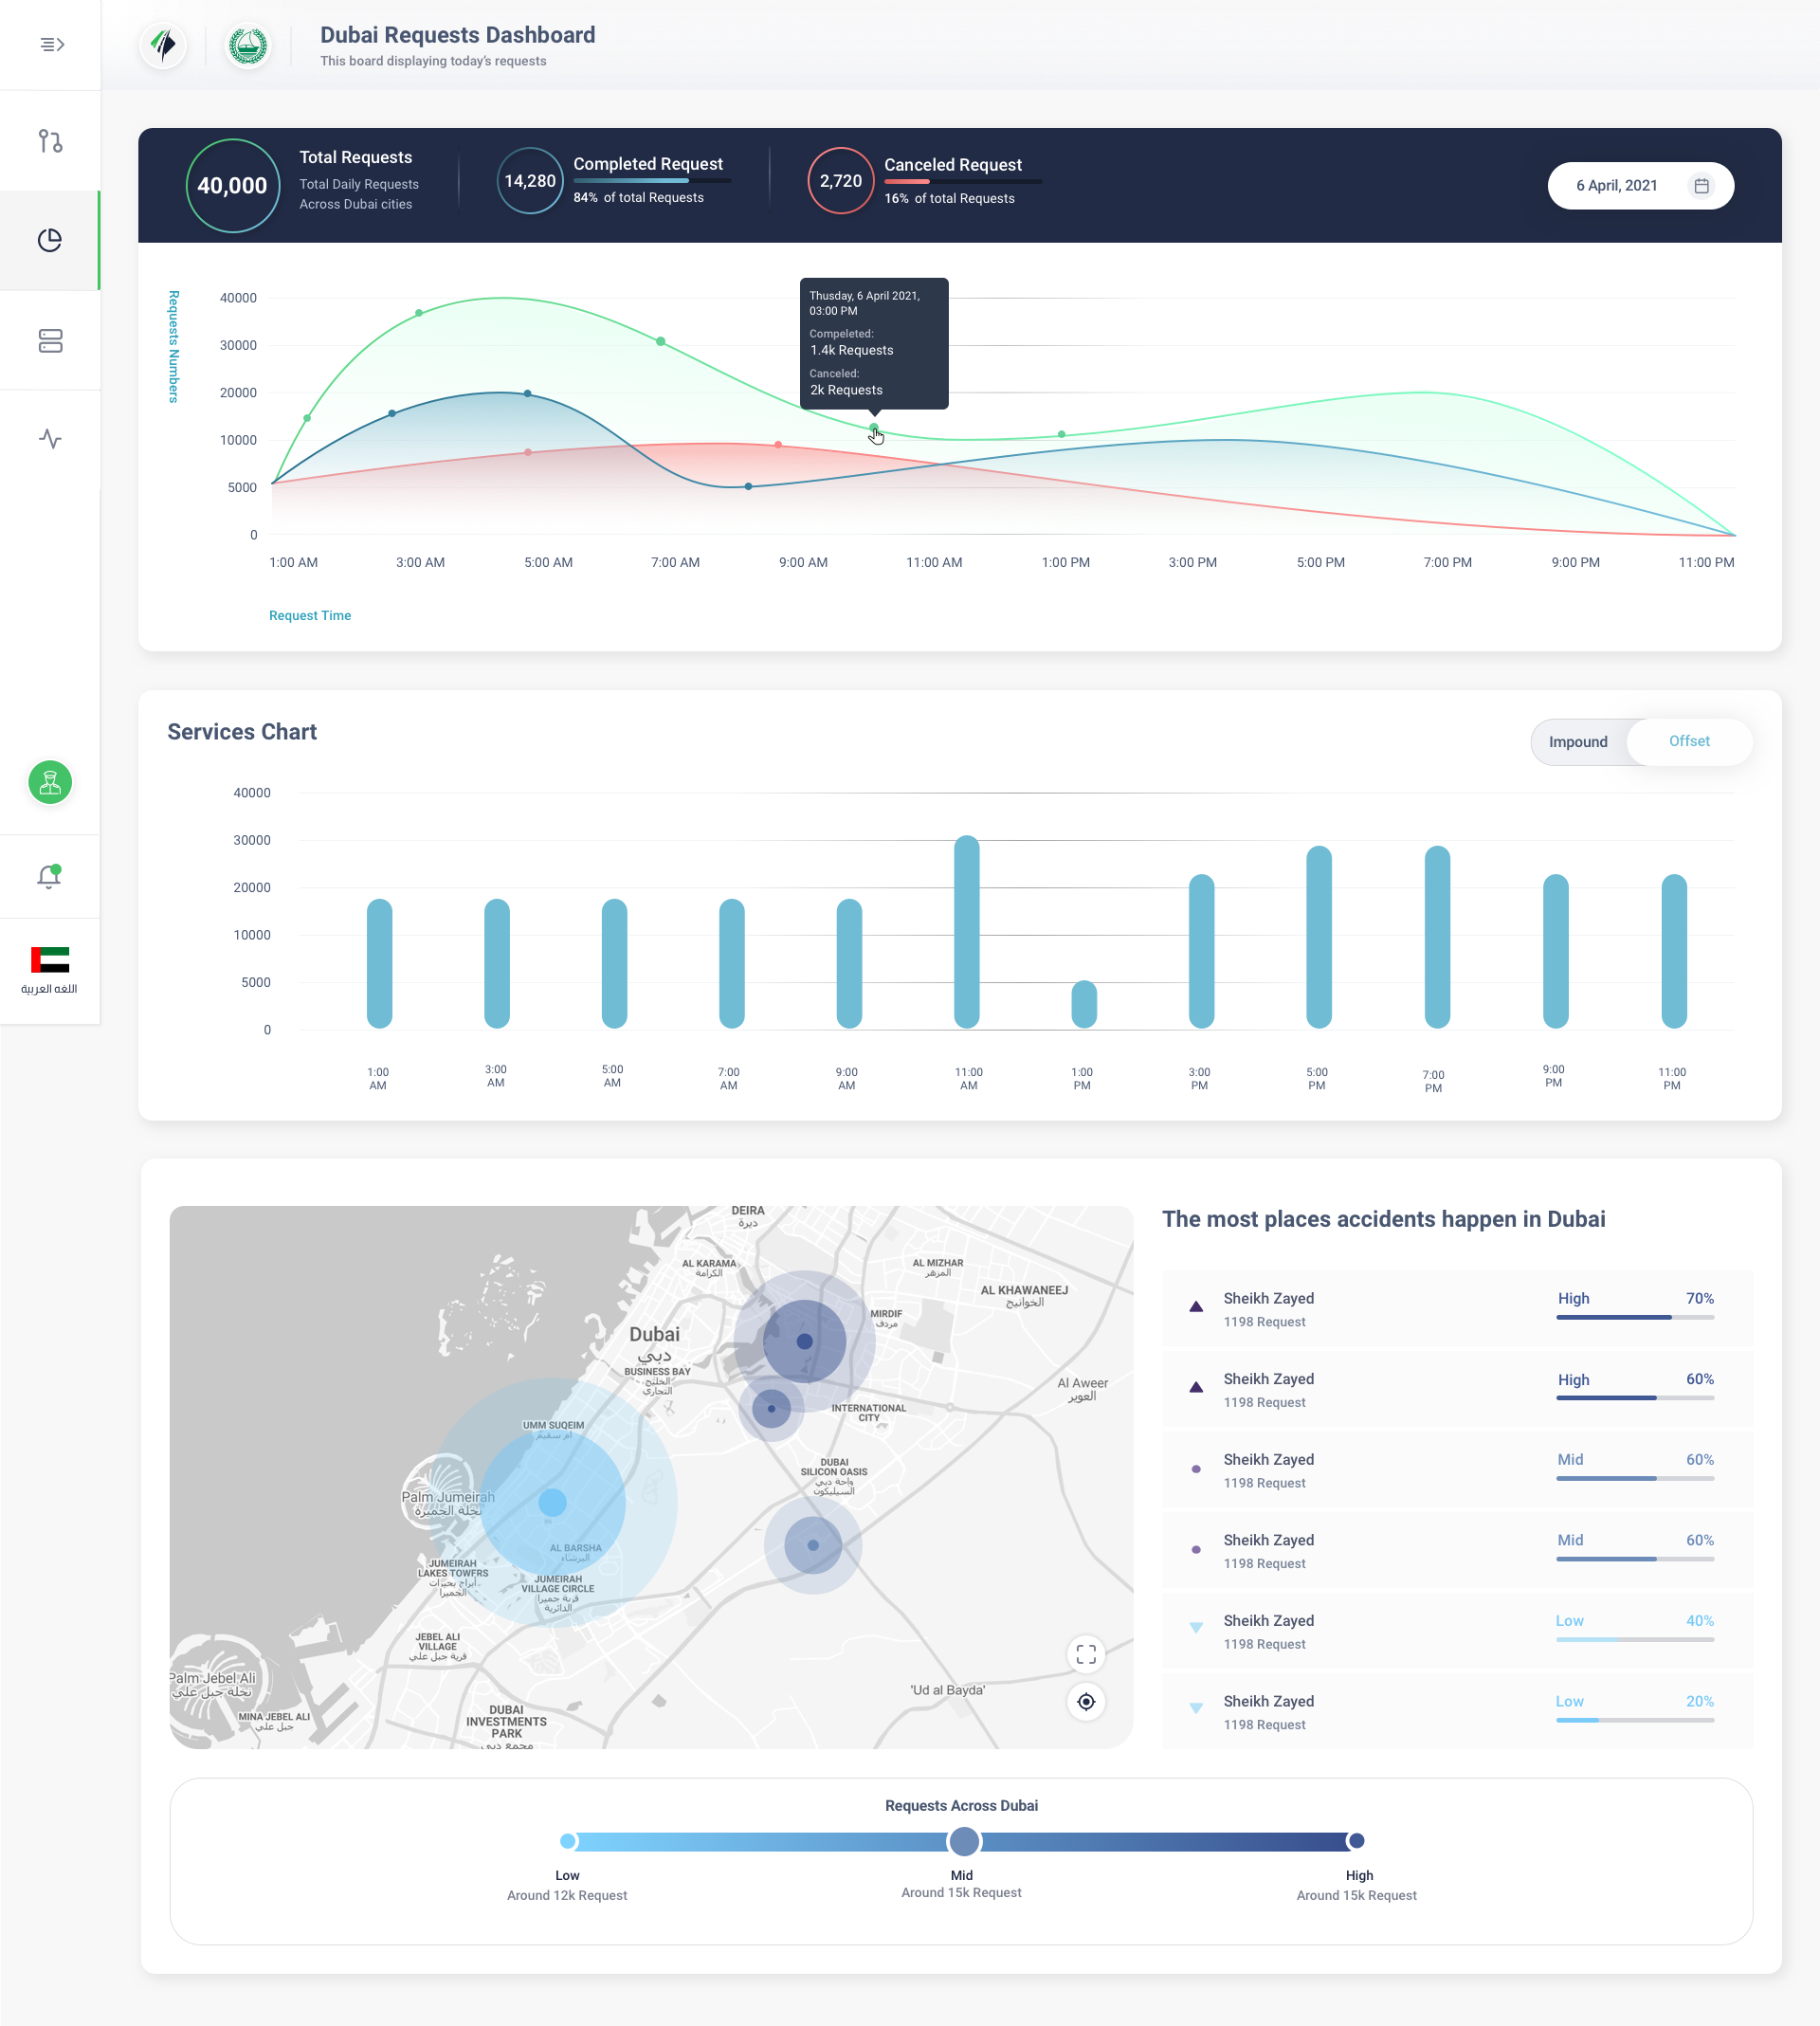 Dubai Requests Dashboard
This board displaying today's requests
40,000
Total Requests
Total Daily Requests
Across Dubai cities
14,280
Completed Request
84% of total Requests
2,720
Canceled Request
16% of total Requests
6 April, 2021
Requests Numbers
40000
30000
20000
10000
5000
0
Thusday, 6 April 2021,
03:00 PM
Compeleted:
1.4k Requests
Canceled:
2k Requests
1:00 AM
3:00 AM
5:00 AM
7:00 AM
9:00 AM
11:00 AM
1:00 PM
3:00 PM
5:00 PM
7:00 PM
9:00 PM
11:00 PM
Request Time
اللغه العربية
Services Chart
Impound
Offset
40000
30000
20000
10000
5000
0
1:00
AM
3:00
AM
5:00
AM
7:00
AM
9:00
AM
11:00
AM
1:00
PM
3:00
PM
5:00
PM
7:00
PM
9:00
PM
11:00
PM
DEIRA
ديرة
AL KARAMA
الكرامة
AL MIZHAR
المزهر
AL KHAWANEEJ
الخوانيج
MIRDIF
مردف
Dubai
دبي
BUSINESS BAY
الخليج
التجاري
Al Aweer
العوير
INTERNATIONAL
CITY
UMM SUQEIM
أم سقيم
DUBAI
SILICON OASIS
واحة دبي
السيليكون
Palm Jumeirah
نخلة الجميرة
AL BARSHA
البرشاء
JUMEIRAH
LAKES TOWERS
أبراج بحيرات
الجميرا
JUMEIRAH
VILLAGE CIRCLE
قرية جميرا
الدائرية
JEBEL ALI
VILLAGE
قرية جبل علي
Palm Jebel Ali
نخلة جبل علي
MINA JEBEL ALI
جبل علي
DUBAI
INVESTMENTS
PARK
مجمع دبي
'Ud al Bayda'
The most places accidents happen in Dubai
Sheikh Zayed
1198 Request
High 70%
Sheikh Zayed
1198 Request
High 60%
Sheikh Zayed
1198 Request
Mid 60%
Sheikh Zayed
1198 Request
Mid 60%
Sheikh Zayed
1198 Request
Low 40%
Sheikh Zayed
1198 Request
Low 20%
Requests Across Dubai
Low
Around 12k Request
Mid
Around 15k Request
High
Around 15k Request